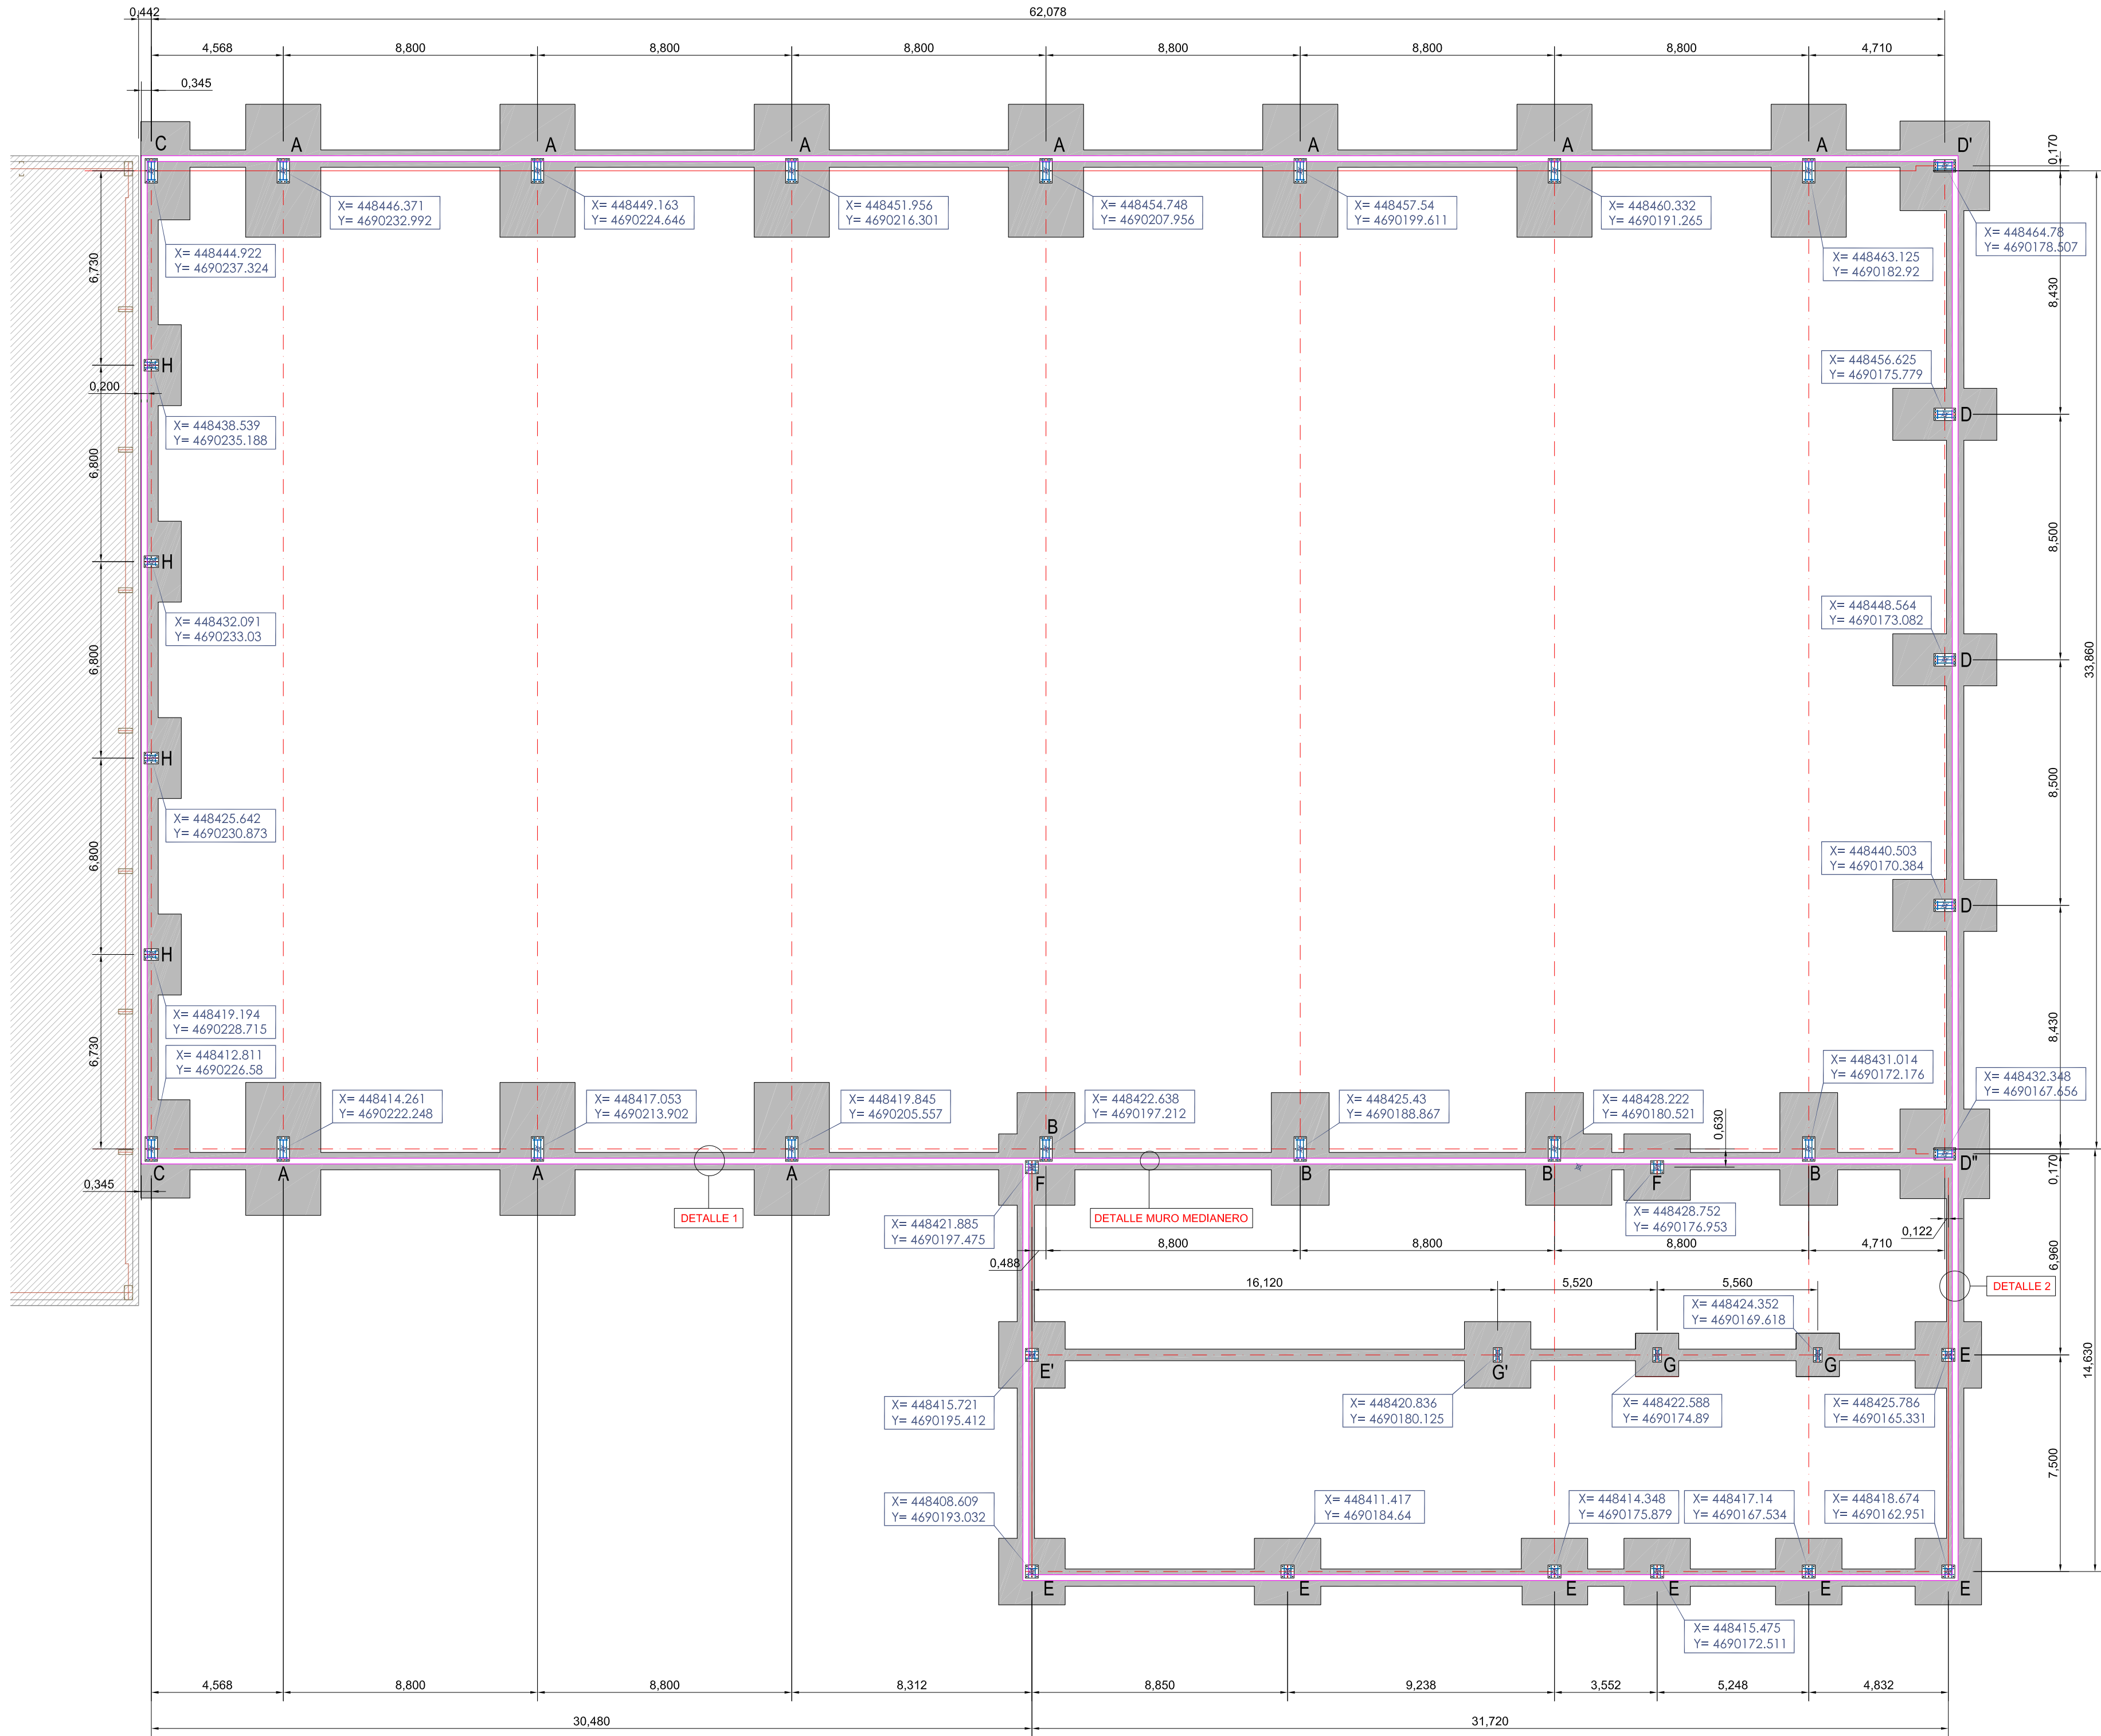 0,442
62,078
4,568
8,800
8,800
8,800
8,800
8,800
8,800
4,710
0,345
C
A
A
A
A
A
A
A
D'
0,170
X= 448446.371
Y= 4690232.992
X= 448449.163
Y= 4690224.646
X= 448451.956
Y= 4690216.301
X= 448454.748
Y= 4690207.956
X= 448457.54
Y= 4690199.611
X= 448460.332
Y= 4690191.265
X= 448464.78
Y= 4690178.507
X= 448444.922
Y= 4690237.324
X= 448463.125
Y= 4690182.92
6,730
8,430
H
0,200
X= 448456.625
Y= 4690175.779
D
X= 448438.539
Y= 4690235.188
6,800
8,500
H
X= 448432.091
Y= 4690233.03
X= 448448.564
Y= 4690173.082
D
6,800
33,860
H
X= 448425.642
Y= 4690230.873
8,500
6,800
X= 448440.503
Y= 4690170.384
D
H
X= 448419.194
Y= 4690228.715
6,730
8,430
X= 448412.811
Y= 4690226.58
X= 448414.261
Y= 4690222.248
X= 448417.053
Y= 4690213.902
X= 448419.845
Y= 4690205.557
X= 448422.638
Y= 4690197.212
X= 448425.43
Y= 4690188.867
X= 448428.222
Y= 4690180.521
X= 448431.014
Y= 4690172.176
X= 448432.348
Y= 4690167.656
0,630
B
C
A
A
A
F
B
B
F
B
D"
0,170
0,345
DETALLE 1
DETALLE MURO MEDIANERO
X= 448421.885
Y= 4690197.475
X= 448428.752
Y= 4690176.953
0,122
8,800
8,800
8,800
4,710
0,488
6,960
16,120
5,520
5,560
DETALLE 2
X= 448424.352
Y= 4690169.618
E'
G'
G
G
E
14,630
X= 448415.721
Y= 4690195.412
X= 448420.836
Y= 4690180.125
X= 448422.588
Y= 4690174.89
X= 448425.786
Y= 4690165.331
7,500
X= 448408.609
Y= 4690193.032
X= 448411.417
Y= 4690184.64
X= 448414.348
Y= 4690175.879
X= 448417.14
Y= 4690167.534
X= 448418.674
Y= 4690162.951
E
E
E
E
E
E
X= 448415.475
Y= 4690172.511
4,568
8,800
8,800
8,312
8,850
9,238
3,552
5,248
4,832
30,480
31,720